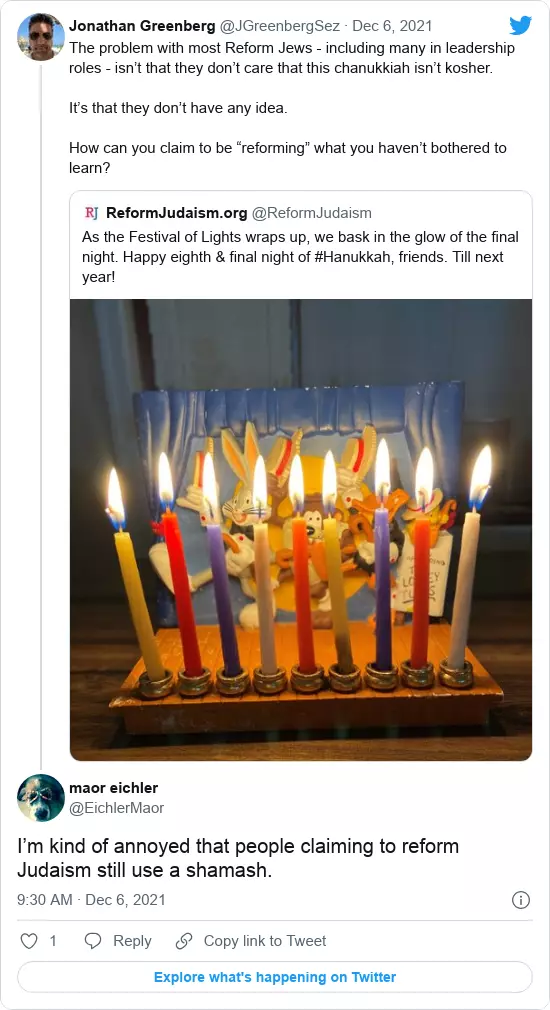 Jonathan Greenberg @JGreenbergSez · Dec 6, 2021
The problem with most Reform Jews - including many in leadership
roles - isn’t that they don’t care that this chanukkiah isn’t kosher.
It’s that they don’t have any idea.
How can you claim to be “reforming” what you haven’t bothered to
learn?
RJ ReformJudaism.org @ReformJudaism
As the Festival of Lights wraps up, we bask in the glow of the final
night. Happy eighth & final night of #Hanukkah, friends. Till next
year!
maor eichler
@EichlerMaor
I’m kind of annoyed that people claiming to reform
Judaism still use a shamash.
9:30 AM · Dec 6, 2021
1 Reply Copy link to Tweet
Explore what's happening on Twitter